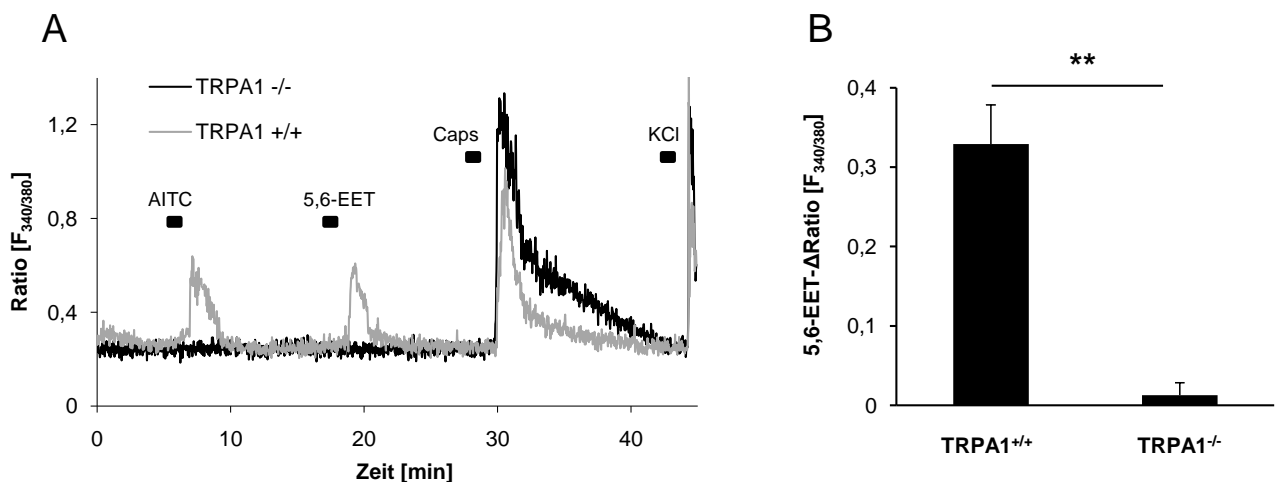 A
TRPA1 -/-
TRPA1 +/+
Ratio [F340/380]
1,2
0,8
0,4
0
AITC
5,6-EET
Caps
KCl
0 10 20 30 40
Zeit [min]
B
**
5,6-EET-ΔRatio [F340/380]
0,4
0,3
0,2
0,1
0
TRPA1+/+ TRPA1-/-